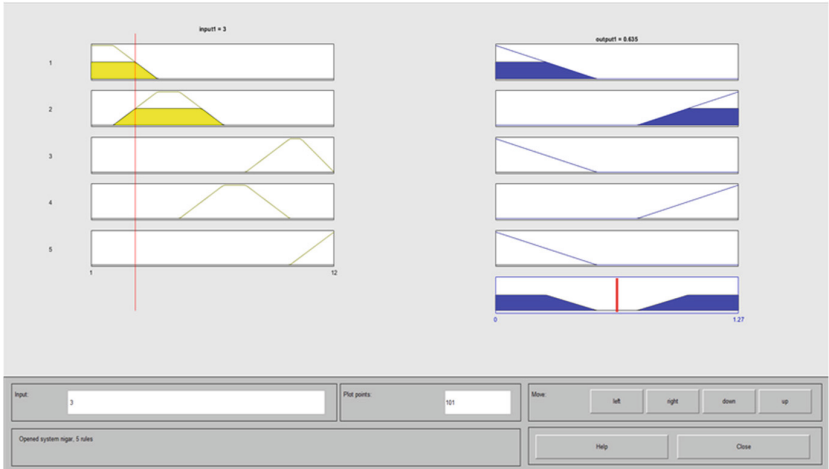 input1 = 3
output1 = 0.635
1
2
3
4
5
1
12
0
1.27
Input:
3
Plot points:
101
Move:
left
right
down
up
Opened system nigar, 5 rules
Help
Close